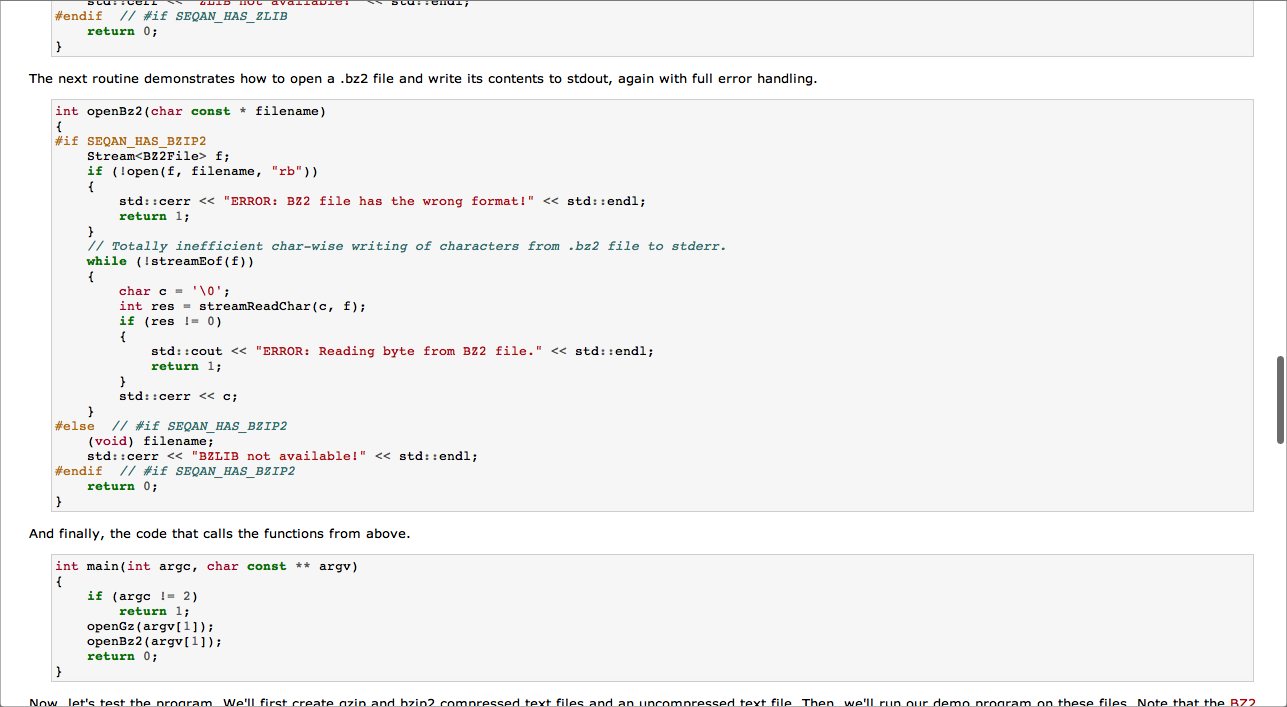 std::cerr << "ZLIB not available!" << std::endl;
#endif  // #if SEQAN_HAS_ZLIB
    return 0;
}
The next routine demonstrates how to open a .bz2 file and write its contents to stdout, again with full error handling.
int openBz2(char const * filename)
{
#if SEQAN_HAS_BZIP2
    Stream<BZ2File> f;
    if (!open(f, filename, "rb"))
    {
        std::cerr << "ERROR: BZ2 file has the wrong format!" << std::endl;
        return 1;
    }
    // Totally inefficient char-wise writing of characters from .bz2 file to stderr.
    while (!streamEof(f))
    {
        char c = '\0';
        int res = streamReadChar(c, f);
        if (res != 0)
        {
            std::cout << "ERROR: Reading byte from BZ2 file." << std::endl;
            return 1;
        }
        std::cerr << c;
    }
#else  // #if SEQAN_HAS_BZIP2
    (void) filename;
    std::cerr << "BZLIB not available!" << std::endl;
#endif  // #if SEQAN_HAS_BZIP2
    return 0;
}
And finally, the code that calls the functions from above.
int main(int argc, char const ** argv)
{
    if (argc != 2)
        return 1;
    openGz(argv[1]);
    openBz2(argv[1]);
    return 0;
}
Now, let's test the program. We'll first create gzip and bzip2 compressed text files and an uncompressed text file. Then, we'll run our demo program on these files. Note that the BZ2